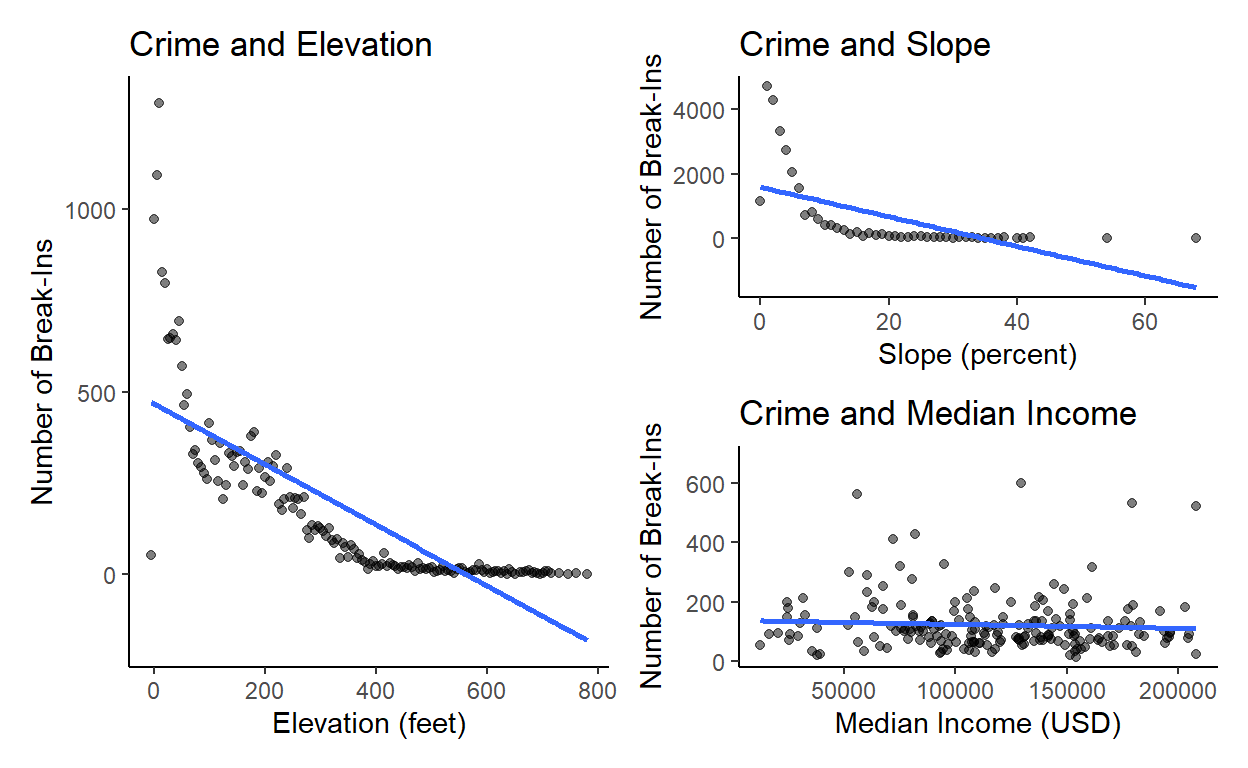 Crime and Elevation
Number of Break-Ins
1000
500
0
0 200 400 600 800
Elevation (feet)
Crime and Slope
Number of Break-Ins
4000
2000
0
0 20 40 60
Slope (percent)
Crime and Median Income
Number of Break-Ins
600
400
200
0
50000 100000 150000 200000
Median Income (USD)